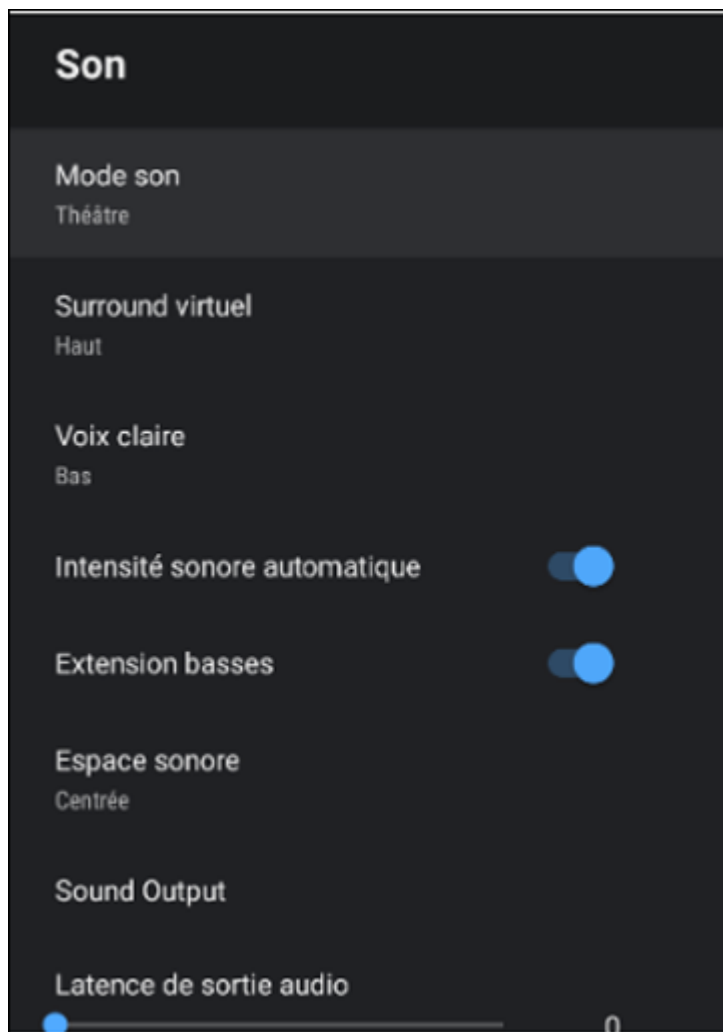 Son
Mode son
Théâtre
Surround virtuel
Haut
Voix claire
Bas
Intensité sonore automatique
Extension basses
Espace sonore
Centrée
Sound Output
Latence de sortie audio
0